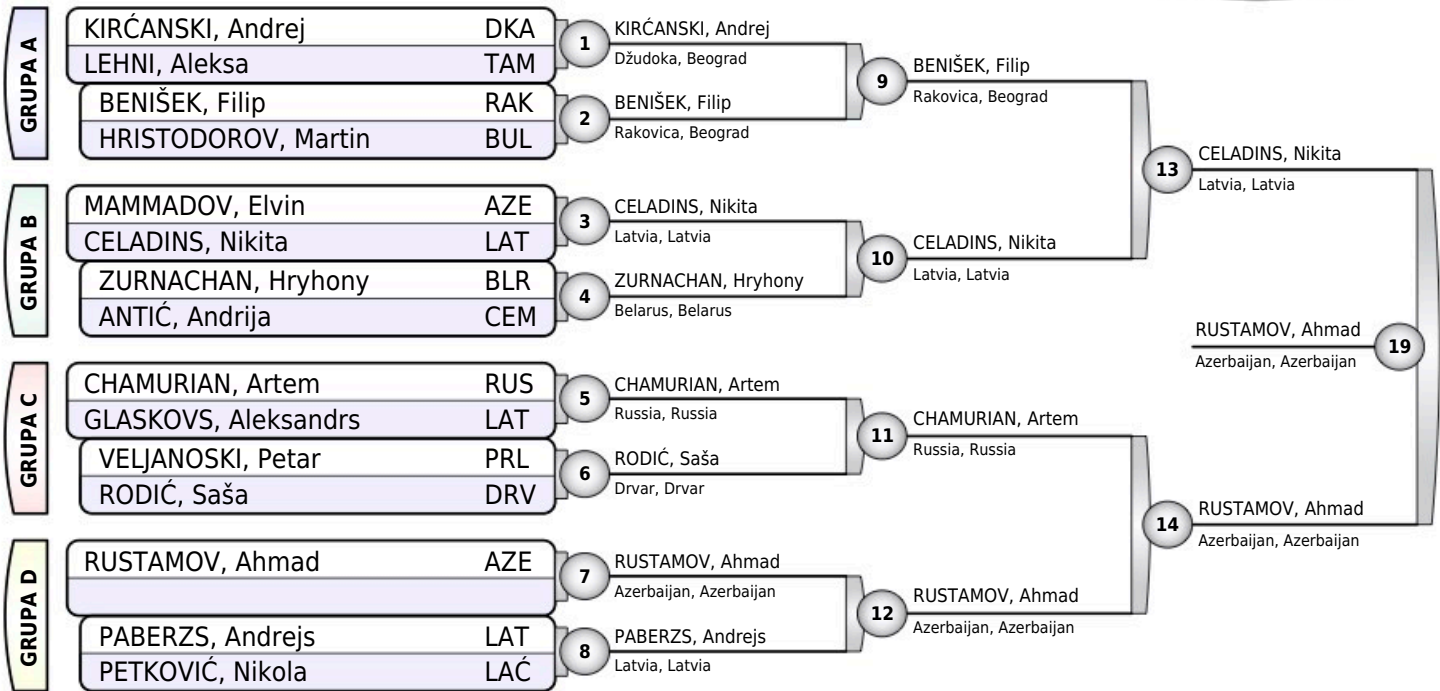 GRUPA A
KIRĆANSKI, Andrej DKA
LEHNI, Aleksa TAM
BENIŠEK, Filip RAK
HRISTODOROV, Martin BUL
GRUPA B
MAMMADOV, Elvin AZE
CELADINS, Nikita LAT
ZURNACHAN, Hryhony BLR
ANTIĆ, Andrija CEM
GRUPA C
CHAMURIAN, Artem RUS
GLASKOVS, Aleksandrs LAT
VELJANOSKI, Petar PRL
RODIĆ, Saša DRV
GRUPA D
RUSTAMOV, Ahmad AZE
PABERZS, Andrejs LAT
PETKOVIĆ, Nikola LAĆ
1 KIRĆANSKI, Andrej
Džudoka, Beograd
2 BENIŠEK, Filip
Rakovica, Beograd
3 CELADINS, Nikita
Latvia, Latvia
4 ZURNACHAN, Hryhony
Belarus, Belarus
5 CHAMURIAN, Artem
Russia, Russia
6 RODIĆ, Saša
Drvar, Drvar
7 RUSTAMOV, Ahmad
Azerbaijan, Azerbaijan
8 PABERZS, Andrejs
Latvia, Latvia
9 BENIŠEK, Filip
Rakovica, Beograd
10 CELADINS, Nikita
Latvia, Latvia
11 CHAMURIAN, Artem
Russia, Russia
12 RUSTAMOV, Ahmad
Azerbaijan, Azerbaijan
13 CELADINS, Nikita
Latvia, Latvia
14 RUSTAMOV, Ahmad
Azerbaijan, Azerbaijan
RUSTAMOV, Ahmad 19
Azerbaijan, Azerbaijan